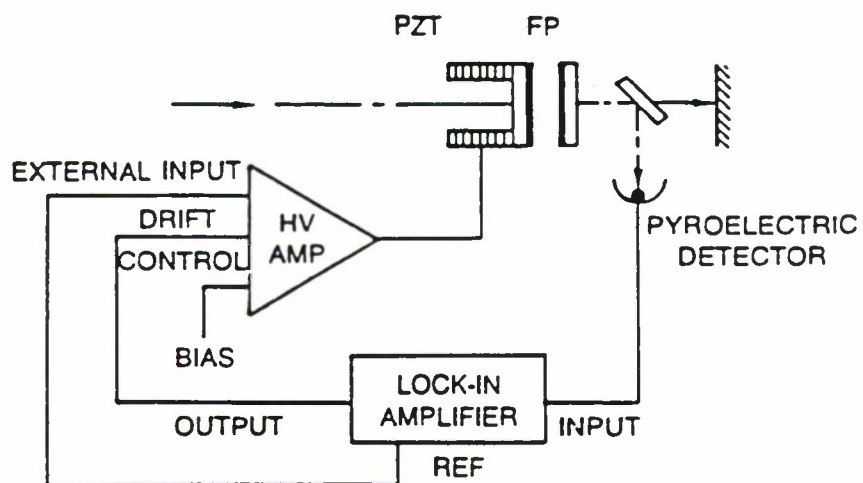 PZT FP
EXTERNAL INPUT
DRIFT
CONTROL
HV
AMP
BIAS
PYROELECTRIC
DETECTOR
LOCK-IN
AMPLIFIER
OUTPUT
INPUT
REF